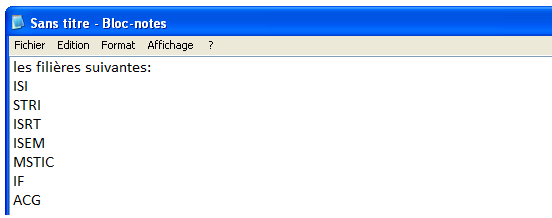 Sans titre - Bloc-notes
Fichier Edition Format Affichage ?
les filières suivantes:
ISI
STRI
ISRT
ISEM
MSTIC
IF
ACG